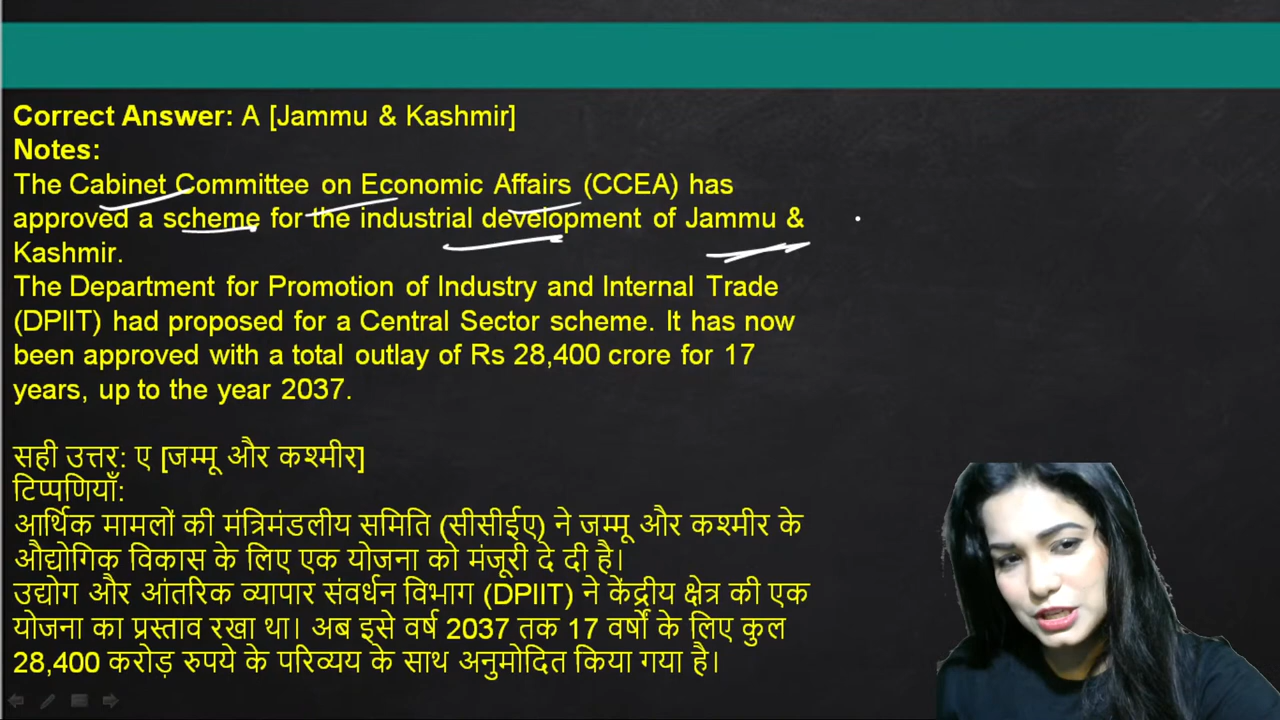 Correct Answer: A [Jammu & Kashmir]
Notes:
The Cabinet Committee on Economic Affairs (CCEA) has
approved a scheme for the industrial development of Jammu &
Kashmir.
The Department for Promotion of Industry and Internal Trade
(DPIIT) had proposed for a Central Sector scheme. It has now
been approved with a total outlay of Rs 28,400 crore for 17
years, up to the year 2037.
सही उत्तर: ए [जम्मू और कश्मीर]
टिप्पणियाँ:
आर्थिक मामलों की मंत्रिमंडलीय समिति (सीसीईए) ने जम्मू और कश्मीर के
औद्योगिक विकास के लिए एक योजना को मंजूरी दे दी है।
उद्योग और आंतरिक व्यापार संवर्धन विभाग (DPIIT) ने केंद्रीय क्षेत्र की एक
योजना का प्रस्ताव रखा था। अब इसे वर्ष 2037 तक 17 वर्षों के लिए कुल
28,400 करोड़ रुपये के परिव्यय के साथ अनुमोदित किया गया है।